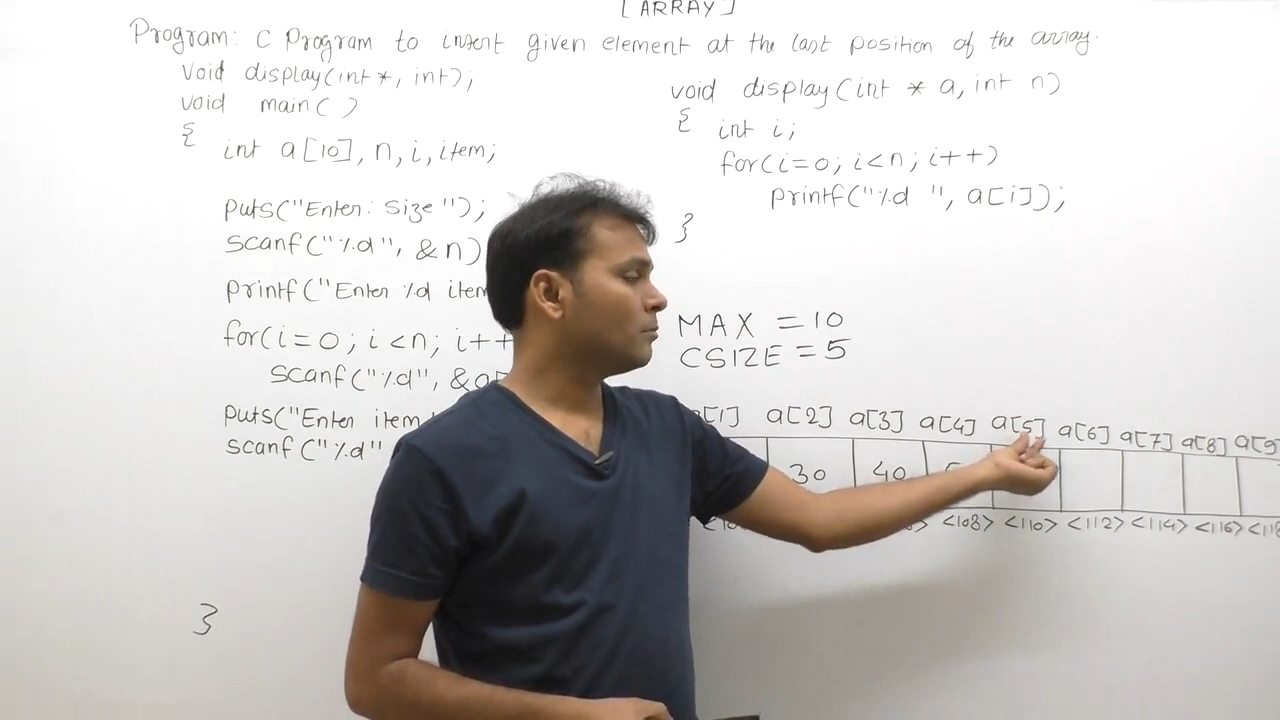 [ARRAY]
Program: C Program to insert given element at the last position of the array.
void display(int *, int);
void main( )
{
int a[10], n, i, item;
puts("Enter: size");
scanf("%d", &n)
printf("Enter %d item
for(i=0; i<n; i++
scanf("%d", &a
puts("Enter item
scanf("%d"
}
void display(int * a, int n)
{
int i;
for(i=0; i<n; i++)
printf("%d ", a[i]);
}
MAX = 10
CSIZE = 5
[1] a[2] a[3] a[4] a[5] a[6] a[7] a[8] a[9
30 40
<108> <110> <112> <114> <116> <118